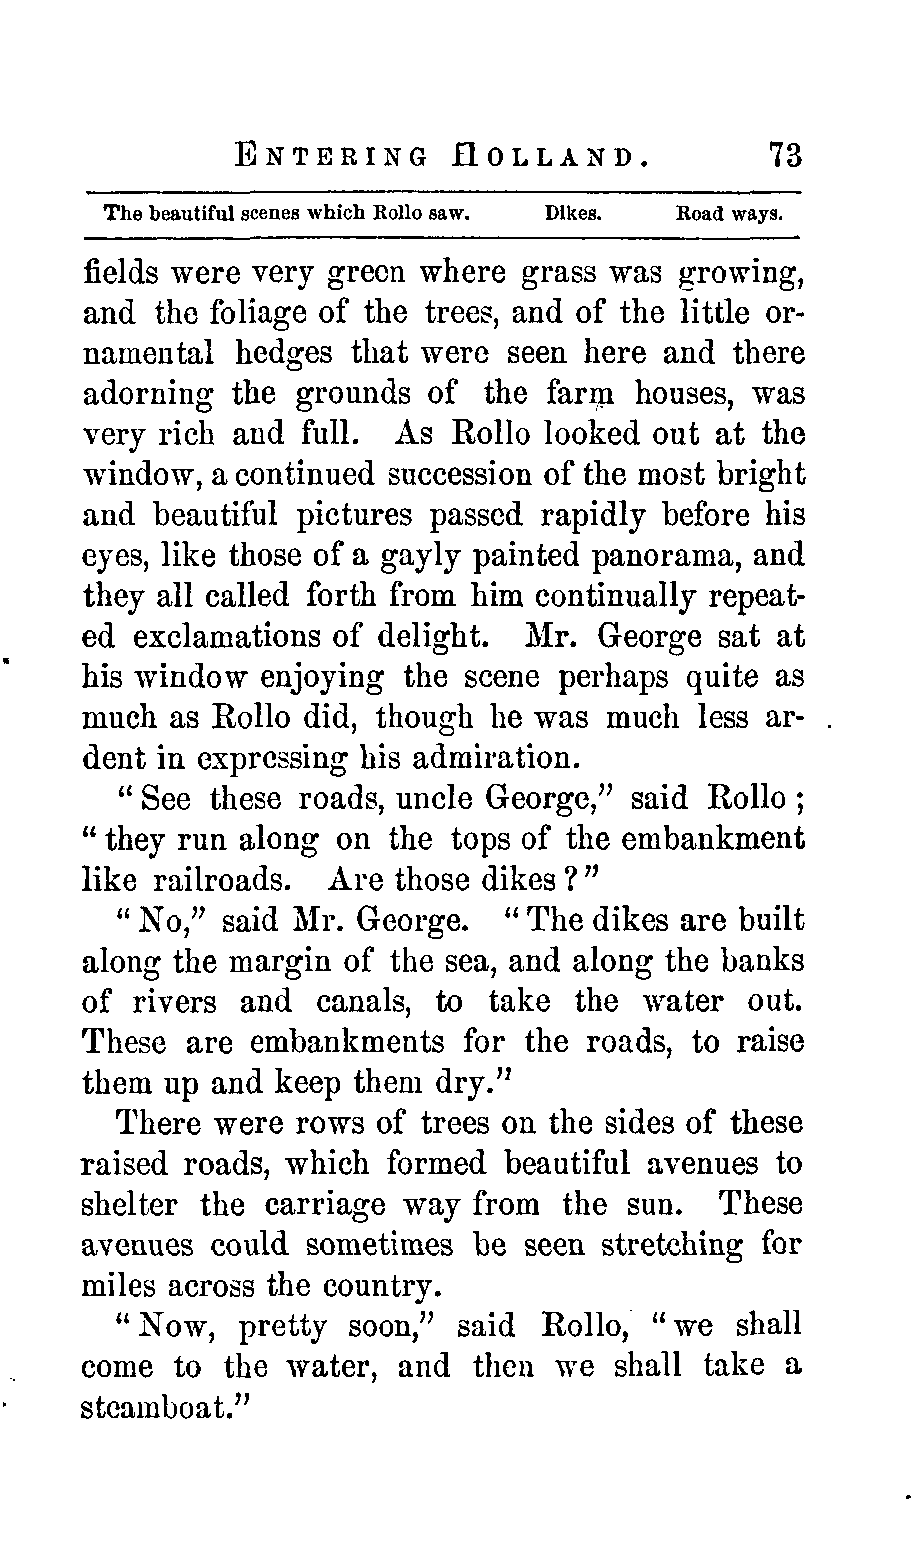 ENTERING HOLLAND. 73
The beautiful scenes which Rollo saw. Dikes. Road ways.
fields were very green where grass was growing,
and the foliage of the trees, and of the little or-
namental hedges that were seen here and there
adorning the grounds of the farm houses, was
very rich and full. As Rollo looked out at the
window, a continued succession of the most bright
and beautiful pictures passed rapidly before his
eyes, like those of a gayly painted panorama, and
they all called forth from him continually repeat-
ed exclamations of delight. Mr. George sat at
his window enjoying the scene perhaps quite as
much as Rollo did, though he was much less ar-
dent in expressing his admiration.
"See these roads, uncle George," said Rollo;
"they run along on the tops of the embankment
like railroads. Are those dikes?"
"No," said Mr. George. "The dikes are built
along the margin of the sea, and along the banks
of rivers and canals, to take the water out.
These are embankments for the roads, to raise
them up and keep them dry."
There were rows of trees on the sides of these
raised roads, which formed beautiful avenues to
shelter the carriage way from the sun. These
avenues could sometimes be seen stretching for
miles across the country.
"Now, pretty soon," said Rollo, "we shall
come to the water, and then we shall take a
steamboat."